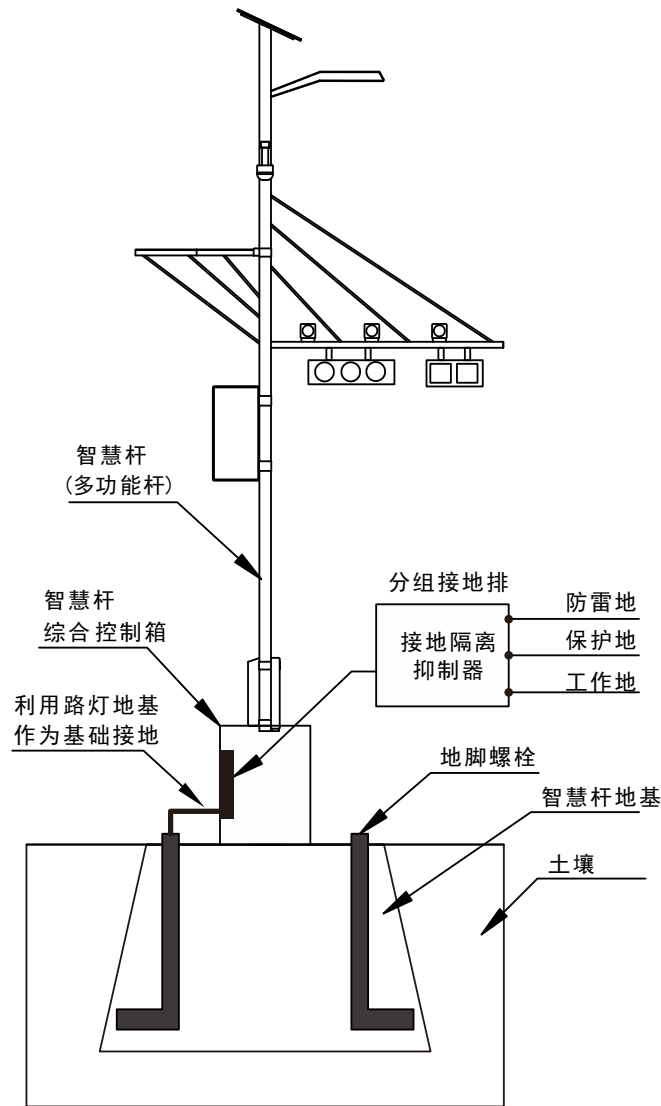 智慧杆
(多功能杆)
分组接地排
智慧杆
综合控制箱
防雷地
接地隔离
抑制器
保护地
工作地
利用路灯地基
作为基础接地
地脚螺栓
智慧杆地基
土壤